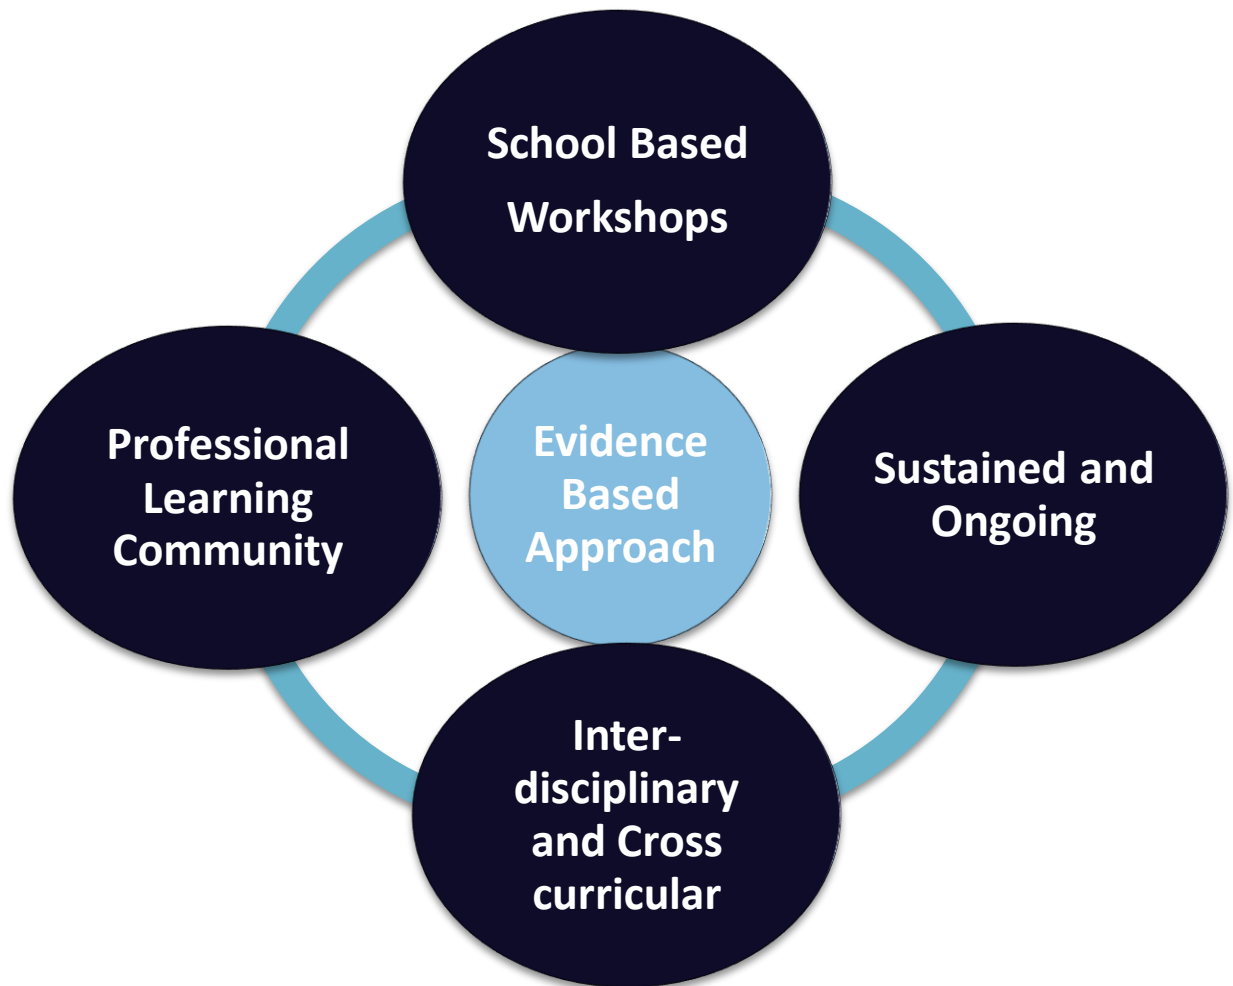 School Based
Workshops
Professional
Learning
Community
Evidence
Based
Approach
Sustained and
Ongoing
Inter-
disciplinary
and Cross
curricular